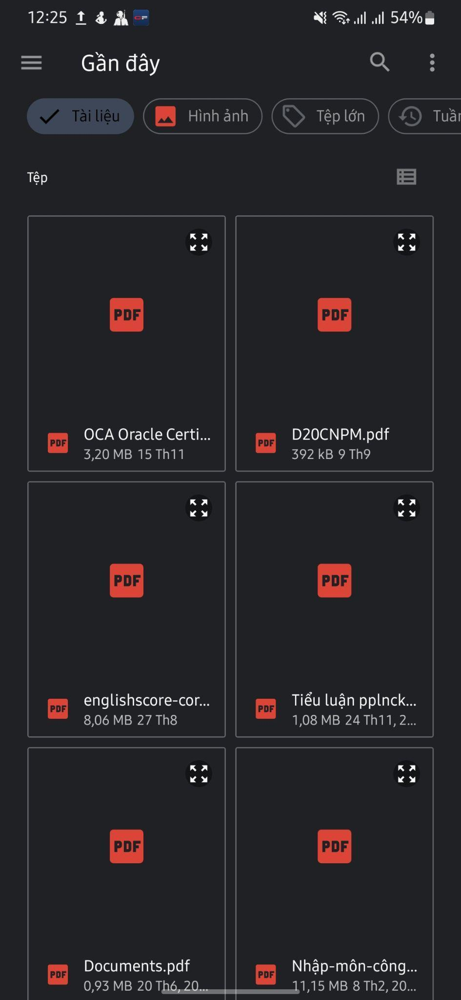 12:25 CF 54%
Gần đây
Tài liệu Hình ảnh Tệp lớn Tuần
Tệp
PDF PDF
PDF OCA Oracle Certi... PDF D20CNPM.pdf
3,20 MB 15 Th11 392 kB 9 Th9
PDF PDF
PDF englishscore-cor... PDF Tiểu luận pplnck...
8,06 MB 27 Th8 1,08 MB 24 Th11, 2...
PDF PDF
PDF Documents.pdf PDF Nhập-môn-công...
0,93 MB 20 Th6, 20... 11,15 MB 8 Th2, 20...